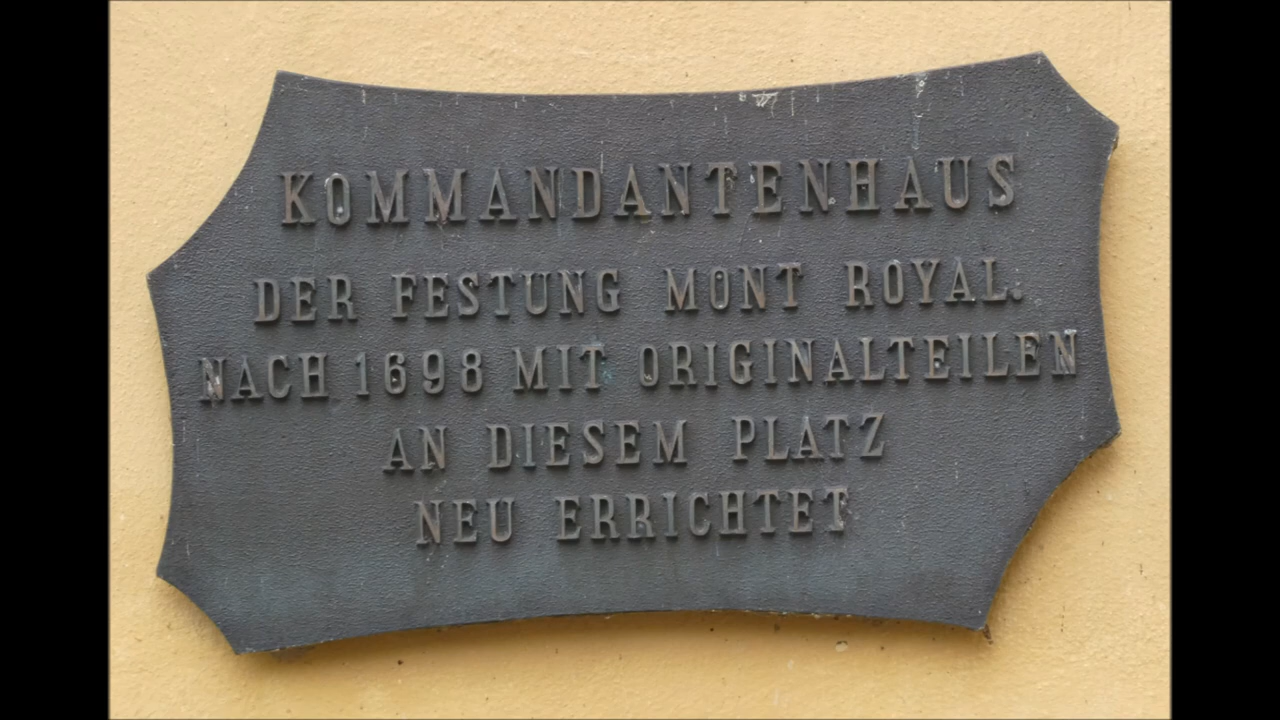 KOMMANDANTENHAUS
DER FESTUNG MONT ROYAL.
NACH 1698 MIT ORIGINALTEILEN
AN DIESEM PLATZ
NEU ERRICHTET